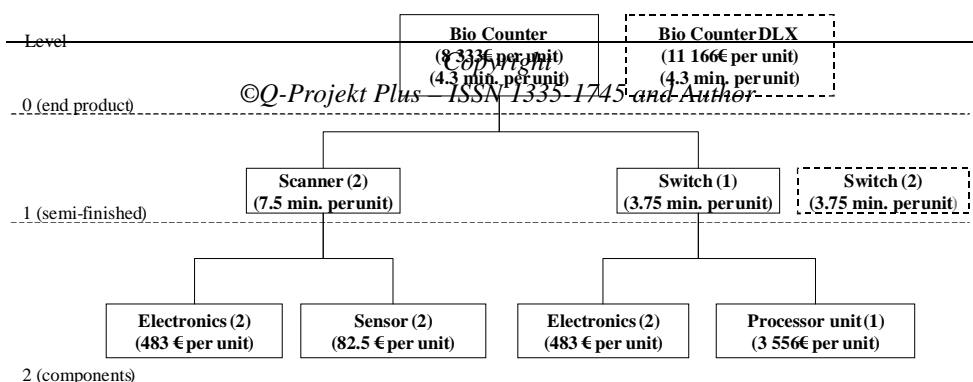 Level
Bio Counter
(8 333€ per unit)
(4.3 min. per unit)
Bio Counter DLX
(11 166€ per unit)
(4.3 min. per unit)
Copyright
©Q-Projekt Plus – ISSN 1335-1745 and Author
0 (end product)
Scanner (2)
(7.5 min. per unit)
Switch (1)
(3.75 min. per unit)
Switch (2)
(3.75 min. per unit)
1 (semi-finished)
Electronics (2)
(483 € per unit)
Sensor (2)
(82.5 € per unit)
Electronics (2)
(483 € per unit)
Processor unit (1)
(3 556€ per unit)
2 (components)